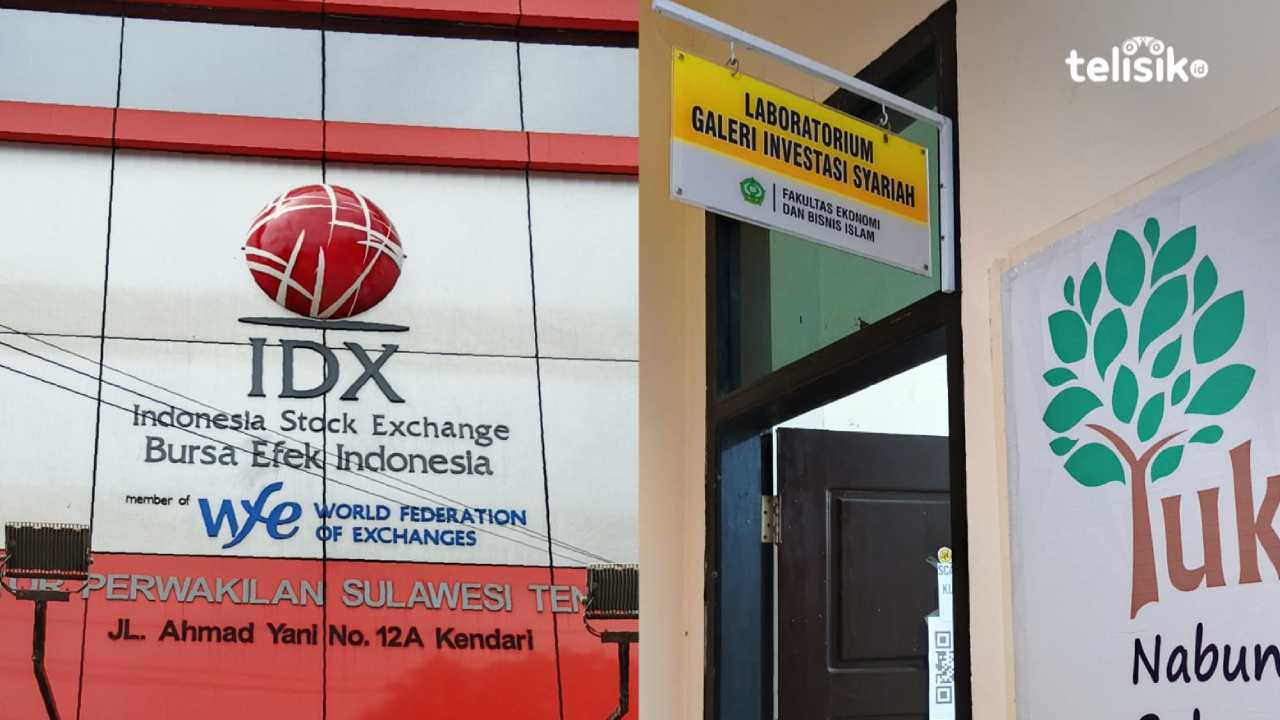 IDX
Indonesia Stock Exchange
Bursa Efek Indonesia
member of wfe WORLD FEDERATION
OF EXCHANGES
PERWAKILAN SULAWESI TEN
JL. Ahmad Yani No. 12A Kendari
telisik.id
LABORATORIUM
GALERI INVESTASI SYARIAH
FAKULTAS EKONOMI
DAN BISNIS ISLAM
Yuk
Nabun